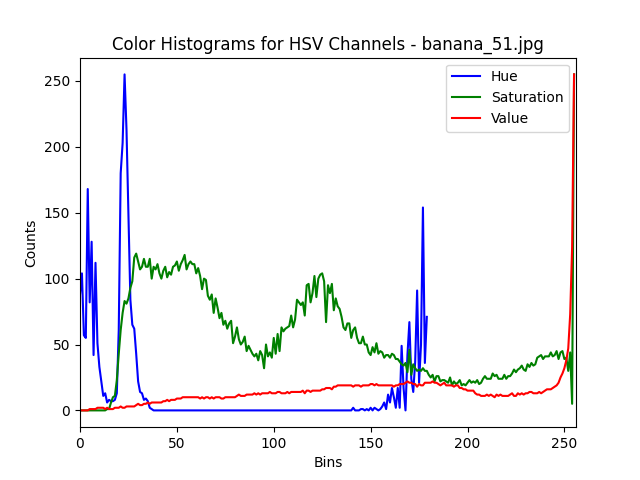 Color Histograms for HSV Channels - banana_51.jpg
Hue
Saturation
Value
250
200
150
100
50
0
Counts
0 50 100 150 200 250
Bins